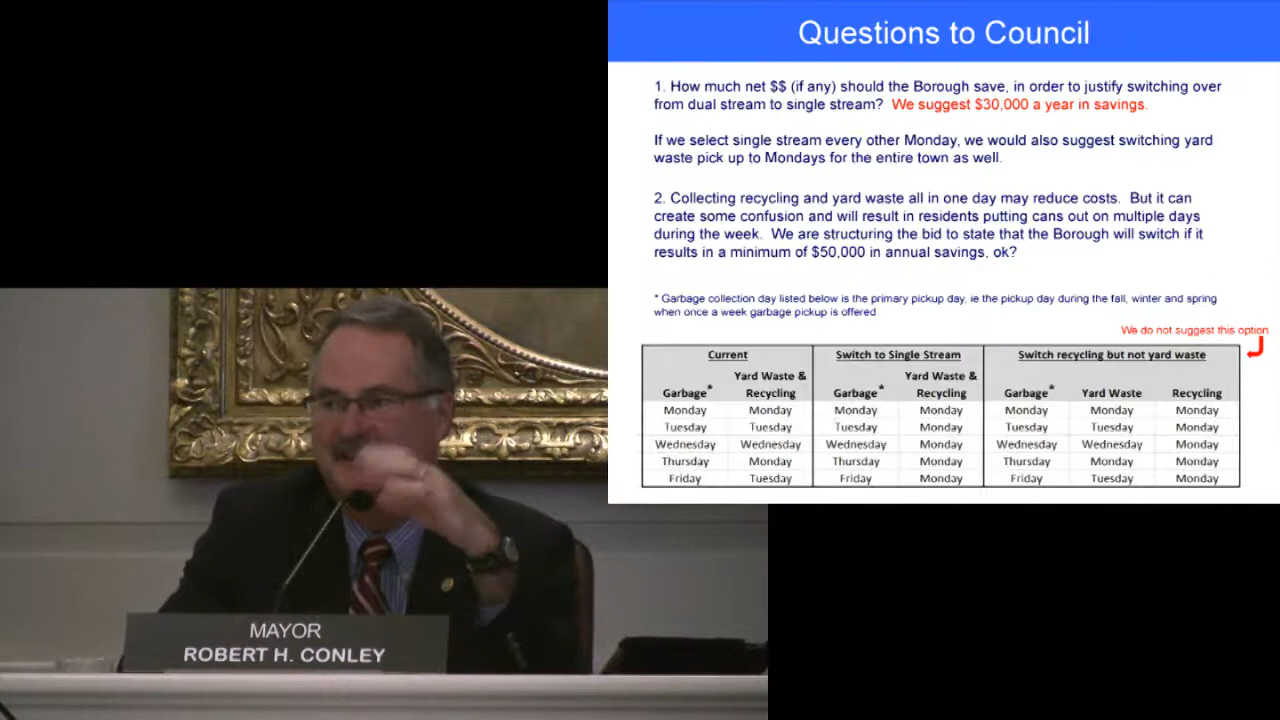 Questions to Council
1. How much net $$ (if any) should the Borough save, in order to justify switching over
from dual stream to single stream? We suggest $30,000 a year in savings.
If we select single stream every other Monday, we would also suggest switching yard
waste pick up to Mondays for the entire town as well.
2. Collecting recycling and yard waste all in one day may reduce costs. But it can
create some confusion and will result in residents putting cans out on multiple days
during the week. We are structuring the bid to state that the Borough will switch if it
results in a minimum of $50,000 in annual savings, ok?
* Garbage collection day listed below is the primary pickup day, ie the pickup day during the fall, winter and spring
when once a week garbage pickup is offered
We do not suggest this option
Current Switch to Single Stream Switch recycling but not yard waste
Yard Waste & Yard Waste &
Garbage* Recycling Garbage* Recycling Garbage* Yard Waste Recycling
Monday Monday Monday Monday Monday Monday Monday
Tuesday Tuesday Tuesday Monday Tuesday Tuesday Monday
Wednesday Wednesday Wednesday Monday Wednesday Wednesday Monday
Thursday Monday Thursday Monday Thursday Monday Monday
Friday Tuesday Friday Monday Friday Tuesday Monday
MAYOR
ROBERT H. CONLEY